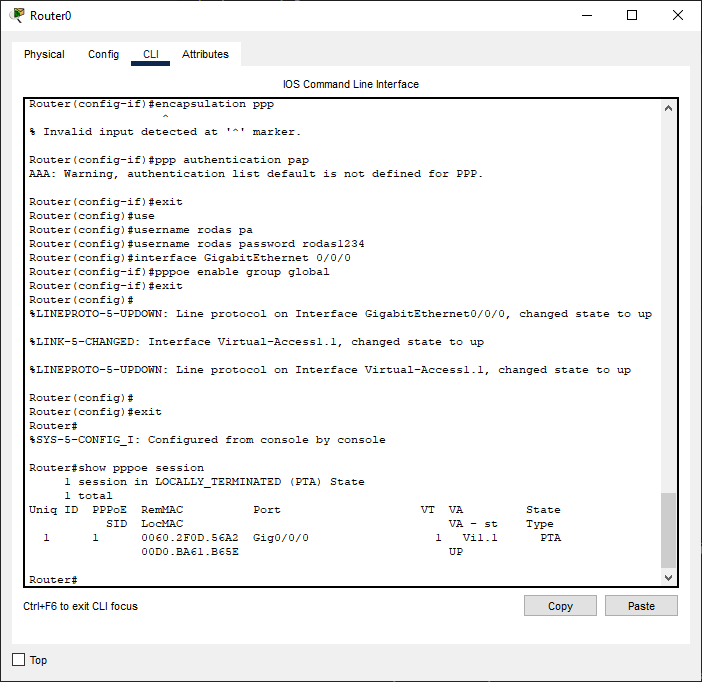 Router0
Physical Config CLI Attributes
IOS Command Line Interface
Router(config-if)#encapsulation ppp
^
% Invalid input detected at '^' marker.
Router(config-if)#ppp authentication pap
AAA: Warning, authentication list default is not defined for PPP.
Router(config-if)#exit
Router(config)#use
Router(config)#username rodas pa
Router(config)#username rodas password rodas1234
Router(config)#interface GigabitEthernet 0/0/0
Router(config-if)#pppoe enable group global
Router(config-if)#exit
Router(config)#
%LINEPROTO-5-UPDOWN: Line protocol on Interface GigabitEthernet0/0/0, changed state to up
%LINK-5-CHANGED: Interface Virtual-Access1.1, changed state to up
%LINEPROTO-5-UPDOWN: Line protocol on Interface Virtual-Access1.1, changed state to up
Router(config)#
Router(config)#exit
Router#
%SYS-5-CONFIG_I: Configured from console by console
Router#show pppoe session
1 session in LOCALLY_TERMINATED (PTA) State
1 total
Uniq ID PPPoE RemMAC Port VT VA State
SID LocMAC VA - st Type
1 1 0060.2F0D.56A2 Gig0/0/0 1 Vi1.1 PTA
00D0.BA61.B65E UP
Router#
Ctrl+F6 to exit CLI focus
Copy Paste
Top